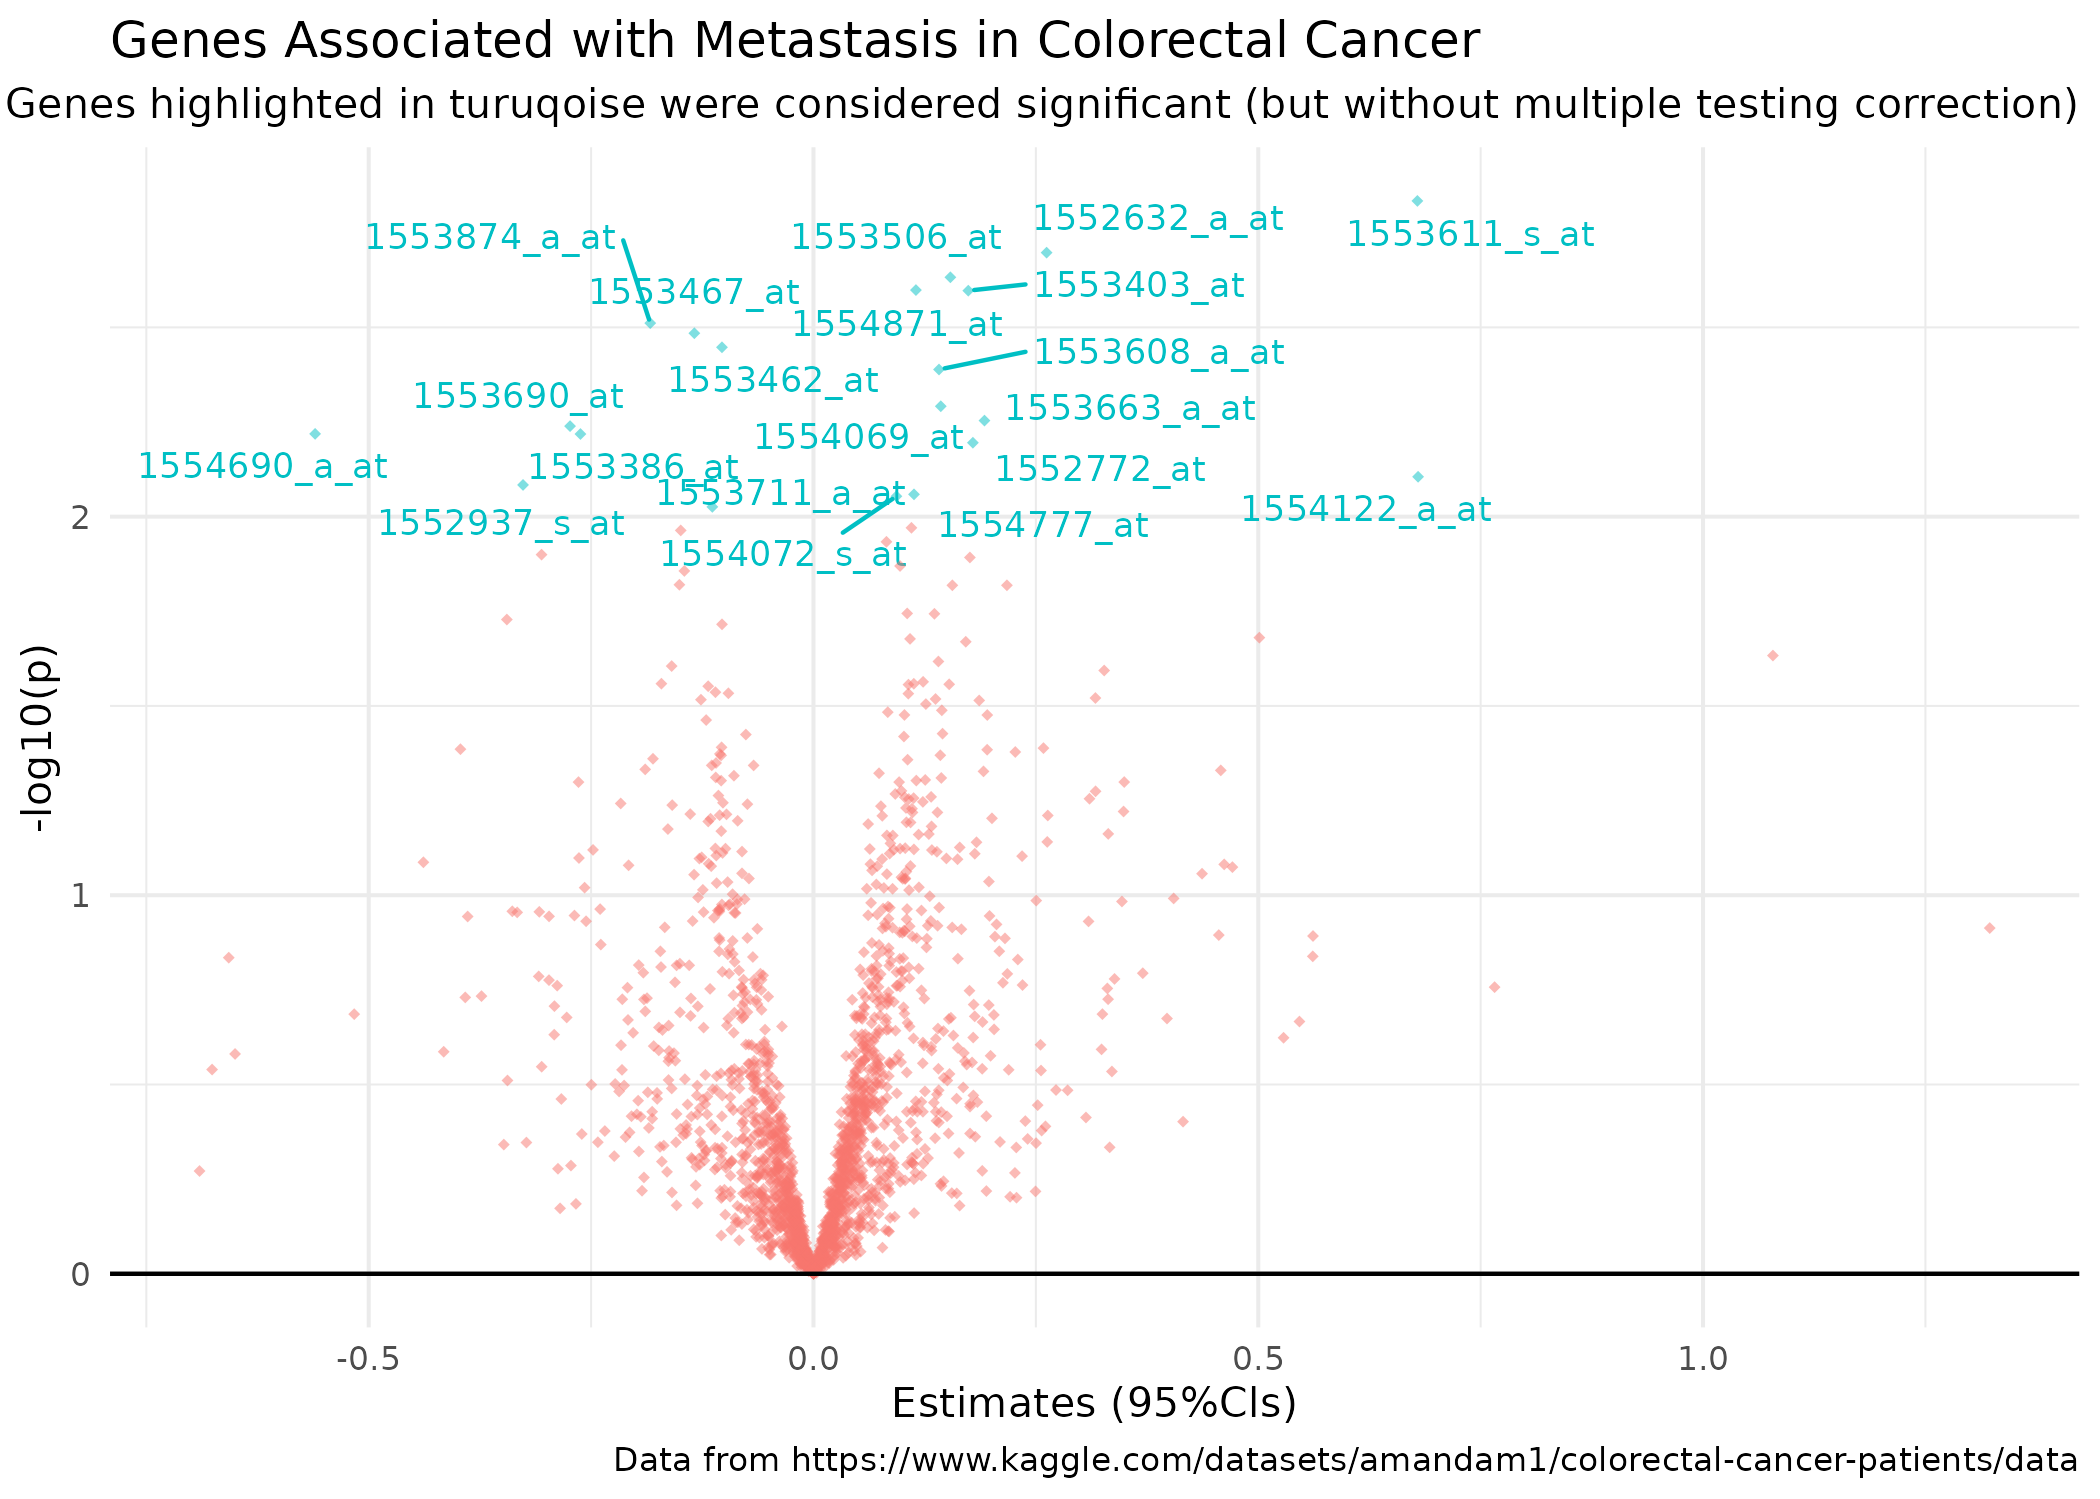 Genes Associated with Metastasis in Colorectal Cancer
Genes highlighted in turuqoise were considered significant (but without multiple testing correction)
1552632_a_at
1553611_s_at
1553874_a_at
1553506_at
1553467_at
1553403_at
1554871_at
1553608_a_at
1553462_at
1553690_at
1553663_a_at
1554069_at
1554690_a_at
1553386_at
1552772_at
1553711_a_at
1554122_a_at
1552937_s_at
1554777_at
1554072_s_at
2
1
0
-log10(p)
-0.5
0.0
0.5
1.0
Estimates (95%CIs)
Data from https://www.kaggle.com/datasets/amandam1/colorectal-cancer-patients/data